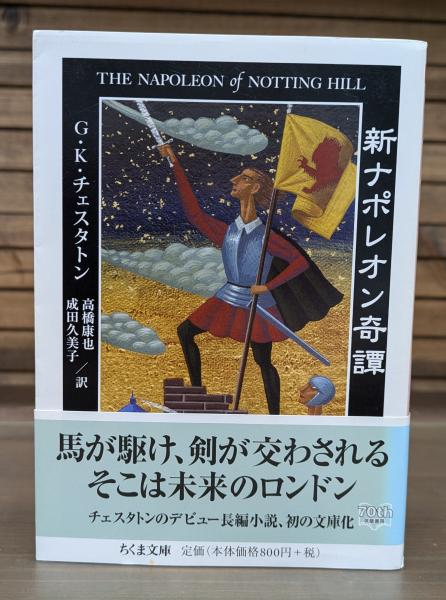 THE NAPOLEON of NOTTING HILL
新ナポレオン奇譚
G・K・チェスタトン
高橋康也
成田久美子／訳
馬が駆け、剣が交わされる
そこは未来のロンドン
チェスタトンのデビュー長編小説、初の文庫化
70th
筑摩書房
ちくま文庫 定価(本体価格800円+税)